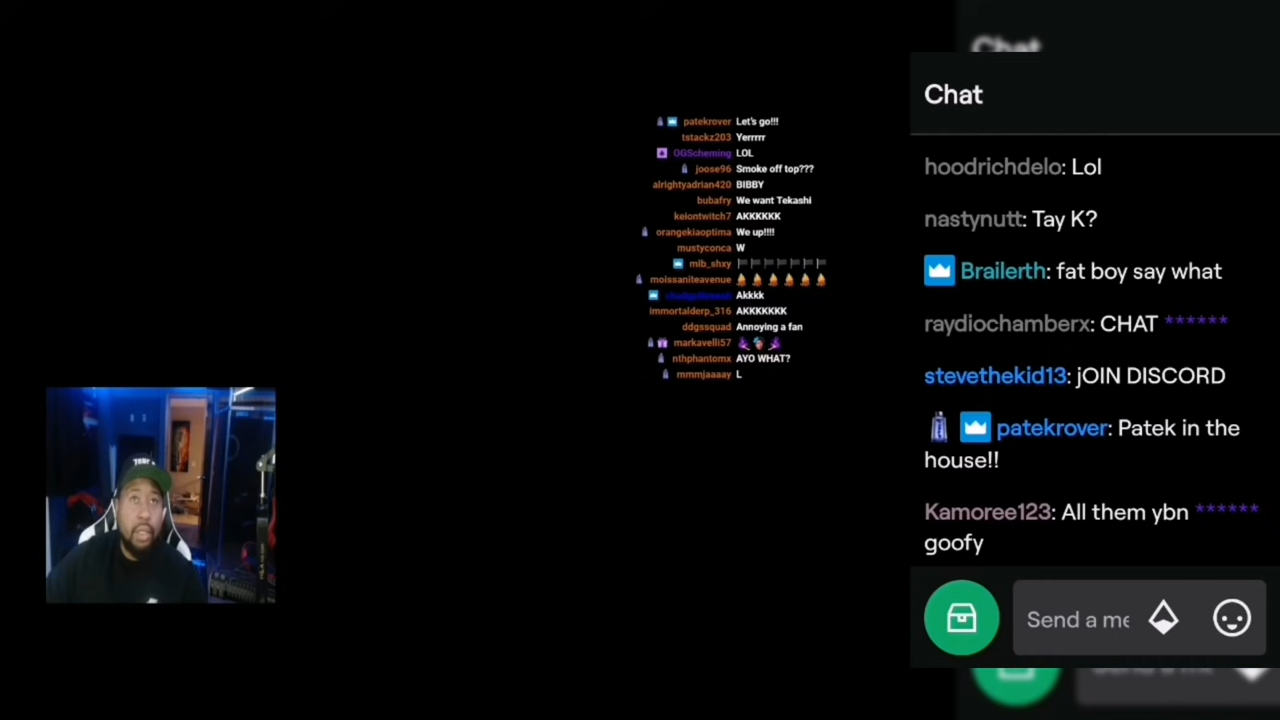 patekrover Let's go!!!
tstackz203 Yerrrrr
OGScheming LOL
joose96 Smoke off top???
alrightyadrian420 BIBBY
bubafry We want Tekashi
keiontwitch7 AKKKKKK
orangekiaoptima We up!!!!
mustyconca W
mlb_shxy
moissaniteavenue
Akkkk
immortalderp_316 AKKKKKKK
ddgssquad Annoying a fan
markavelli57
nthphantomx AYO WHAT?
mmmjaaaay L
Chat
Chat
hoodrichdelo: Lol
nastynutt: Tay K?
Brailerth: fat boy say what
raydiochamberx: CHAT ******
stevethekid13: jOIN DISCORD
patekrover: Patek in the
house!!
Kamoree123: All them ybn ******
goofy
Send a me